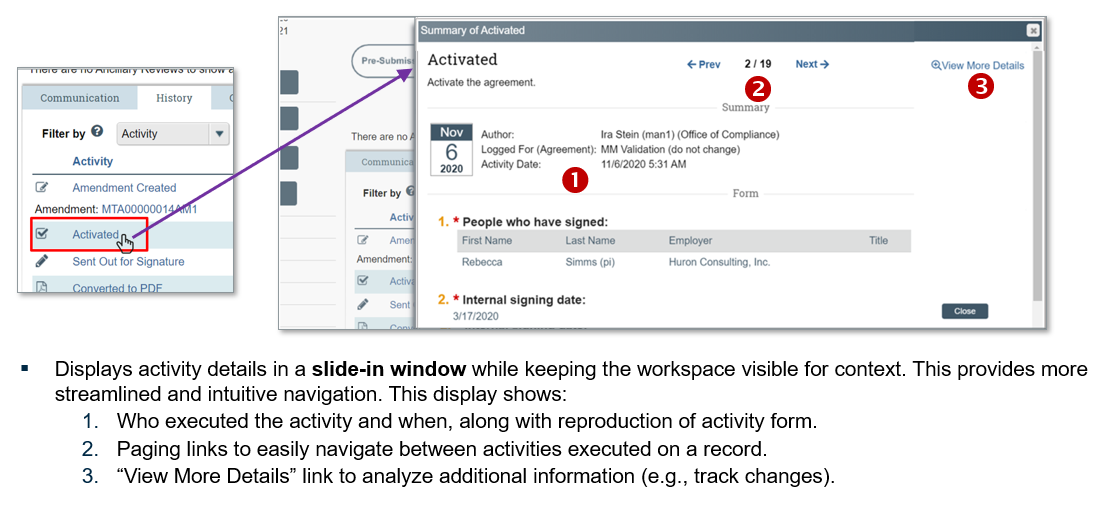 There are no Ancillary Reviews to show a
Communication
History
Filter by
?
Activity
Activity
Amendment Created
Amendment: MTA00000014AM1
Activated
Sent Out for Signature
Converted to PDF
21
Pre-Submis
There are no A
Communica
Filter by
?
Activ
Amen
Amendment:
Activa
Sent
Conv
Summary of Activated
x
Activated
← Prev
2 / 19
Next →
View More Details
2
3
Activate the agreement.
Summary
Nov
6
2020
Author:
Ira Stein (man1) (Office of Compliance)
Logged For (Agreement):
MM Validation (do not change)
Activity Date:
11/6/2020 5:31 AM
1
Form
1. * People who have signed:
First Name
Last Name
Employer
Title
Rebecca
Simms (pi)
Huron Consulting, Inc.
2. * Internal signing date:
3/17/2020
Close
▪ Displays activity details in a slide-in window while keeping the workspace visible for context. This provides more
streamlined and intuitive navigation. This display shows:
1. Who executed the activity and when, along with reproduction of activity form.
2. Paging links to easily navigate between activities executed on a record.
3. “View More Details” link to analyze additional information (e.g., track changes).